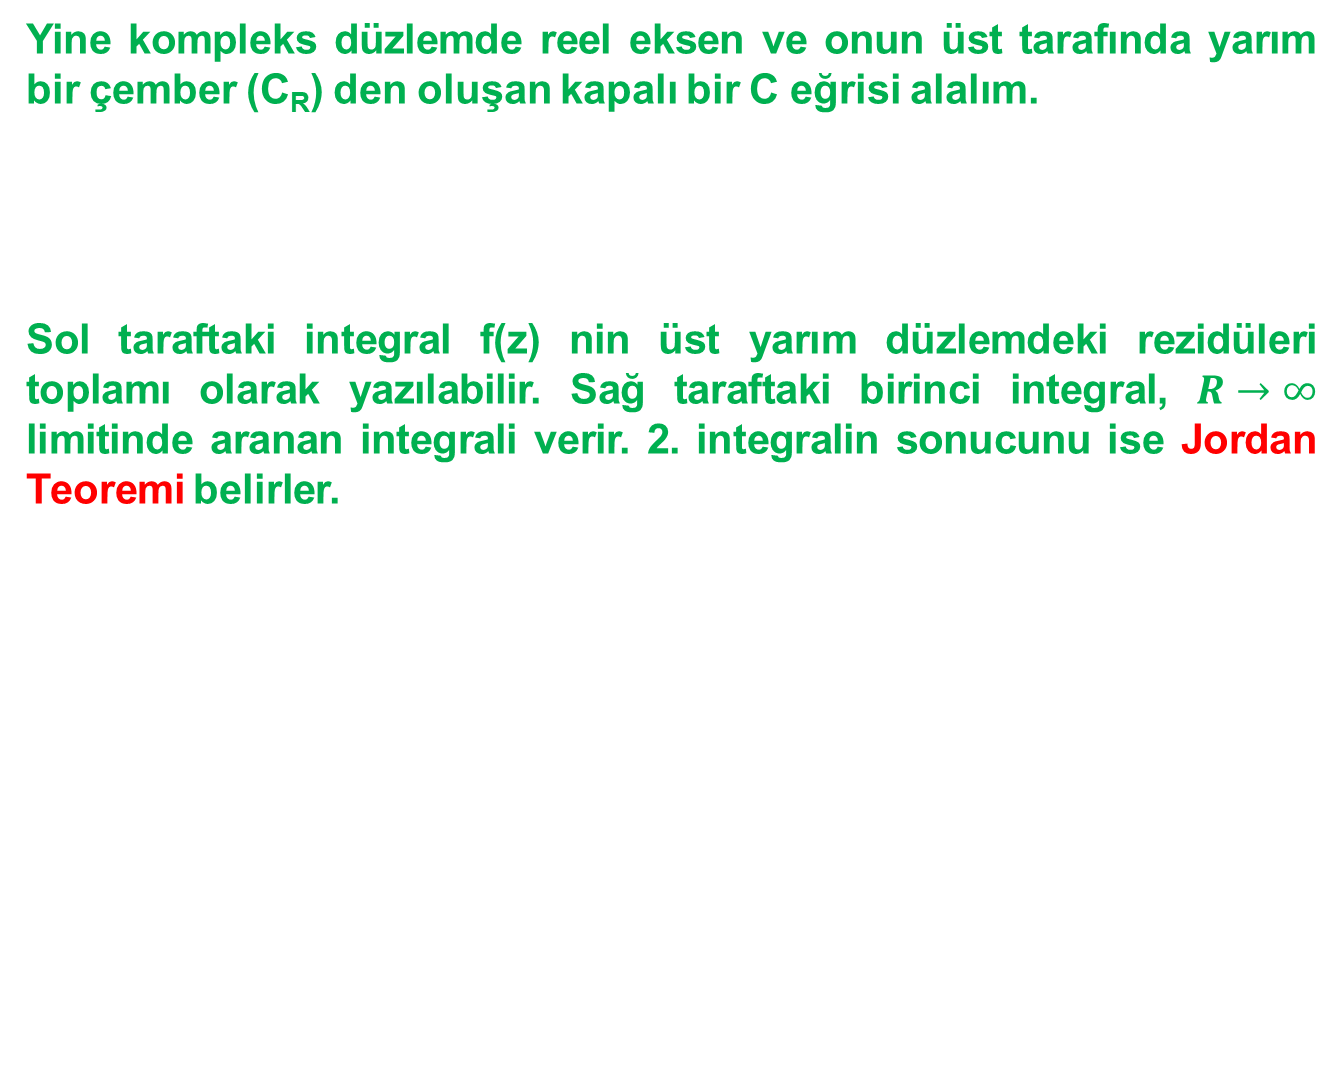 Yine kompleks düzlemde reel eksen ve onun üst tarafında yarım
bir çember (C_R) den oluşan kapalı bir C eğrisi alalım.
Sol taraftaki integral f(z) nin üst yarım düzlemdeki rezidüleri
toplamı olarak yazılabilir. Sağ taraftaki birinci integral, R → ∞
limitinde aranan integrali verir. 2. integralin sonucunu ise Jordan
Teoremi belirler.